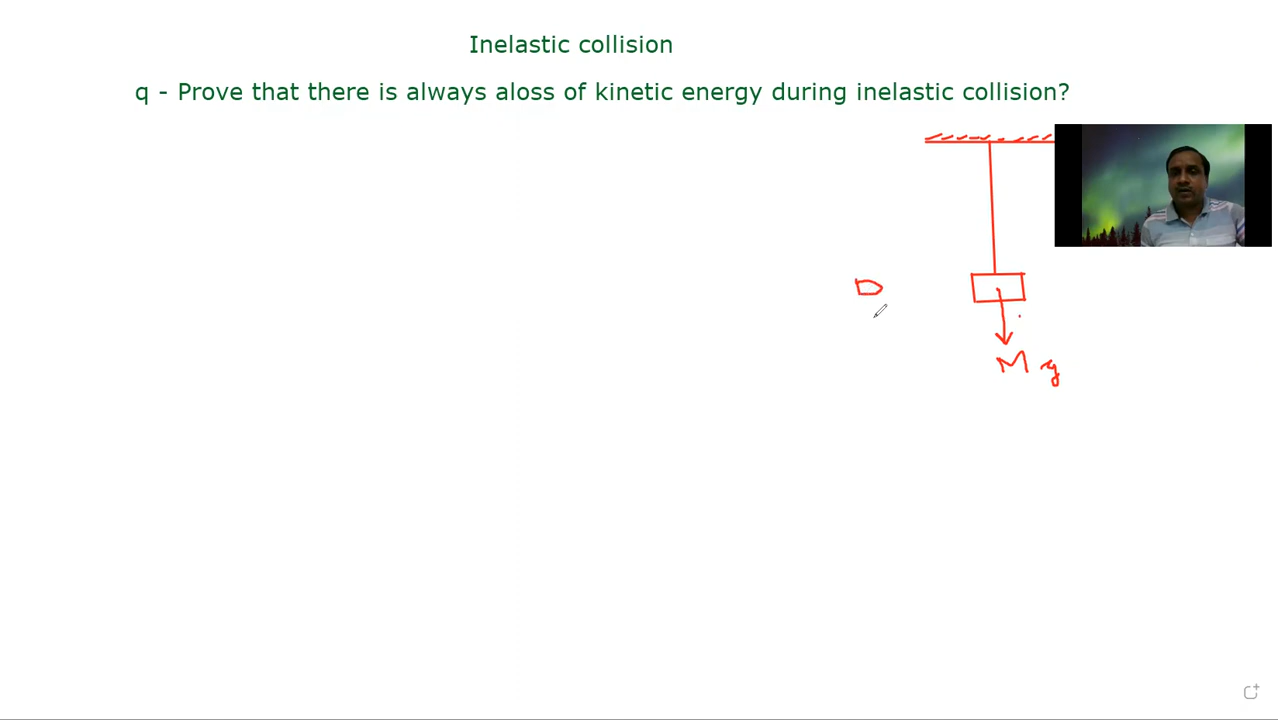 Inelastic collision
q - Prove that there is always aloss of kinetic energy during inelastic collision?
M g